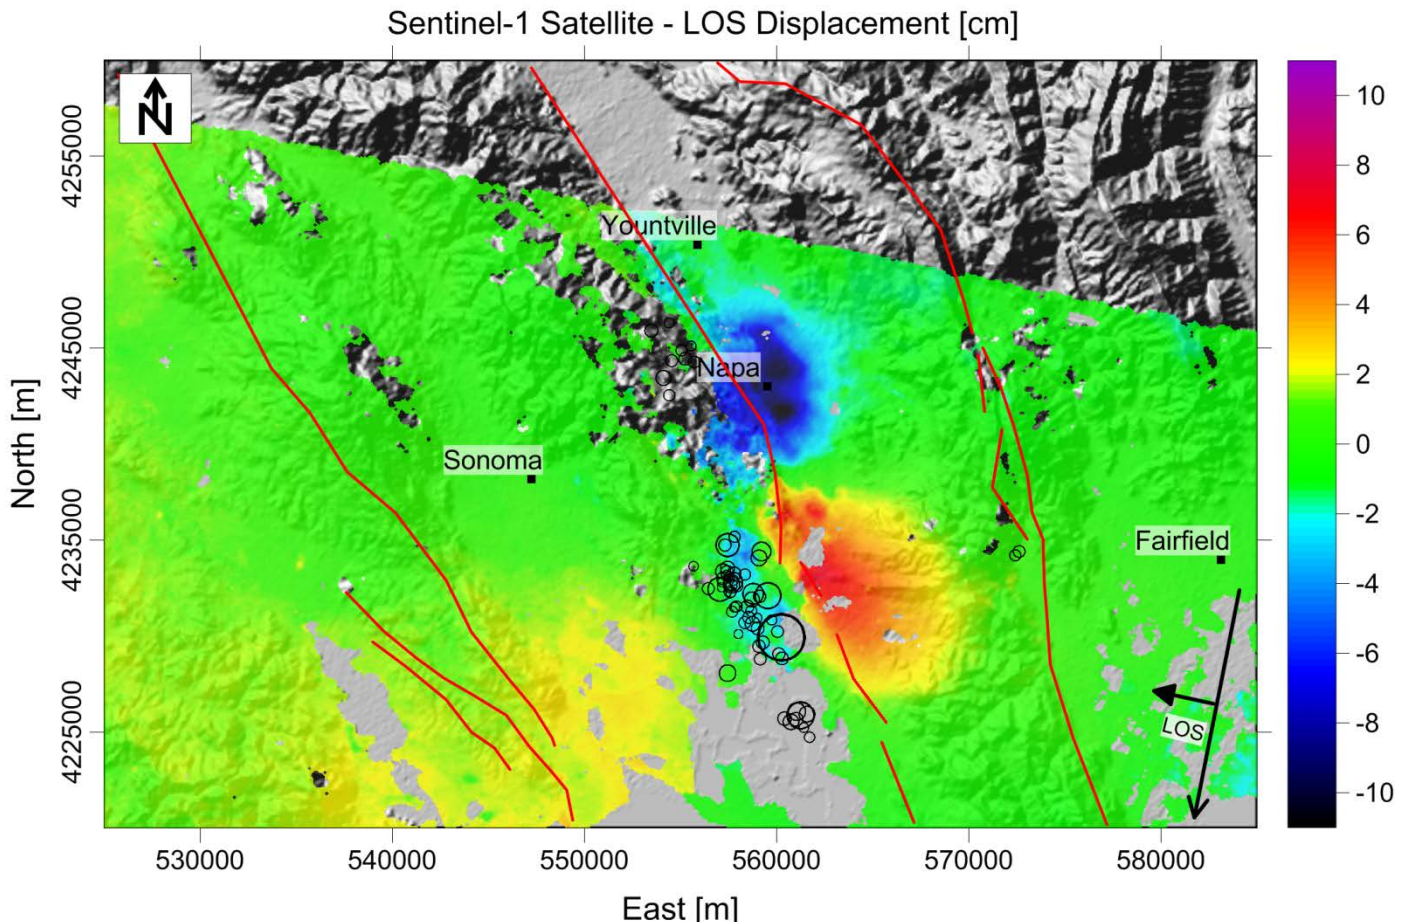 Sentinel-1 Satellite - LOS Displacement [cm]
N
10
8
6
4
2
0
-2
-4
-6
-8
-10
4255000
4245000
4235000
4225000
North [m]
Yountville
Napa
Sonoma
Fairfield
LOS
530000
540000
550000
560000
570000
580000
East [m]